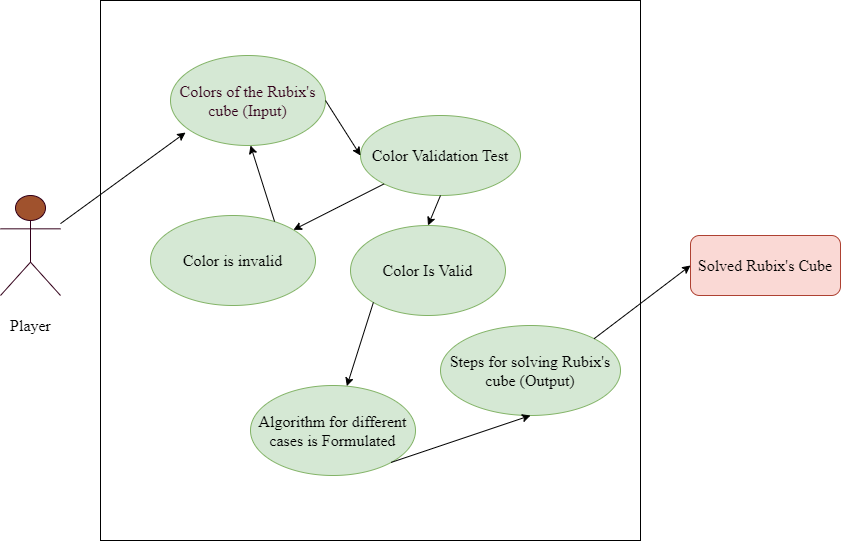 Colors of the Rubix's
cube (Input)
Color Validation Test
Color is invalid
Color Is Valid
Solved Rubix's Cube
Player
Steps for solving Rubix's
cube (Output)
Algorithm for different
cases is Formulated